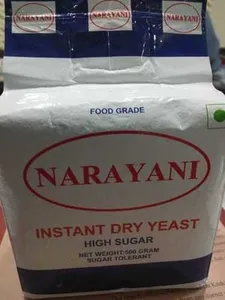 NARAYANI NARAYANI NARAYANI
FOOD GRADE
NARAYANI
INSTANT DRY YEAST
HIGH SUGAR
NET WEIGHT:500 GRAM
SUGAR TOLERANT